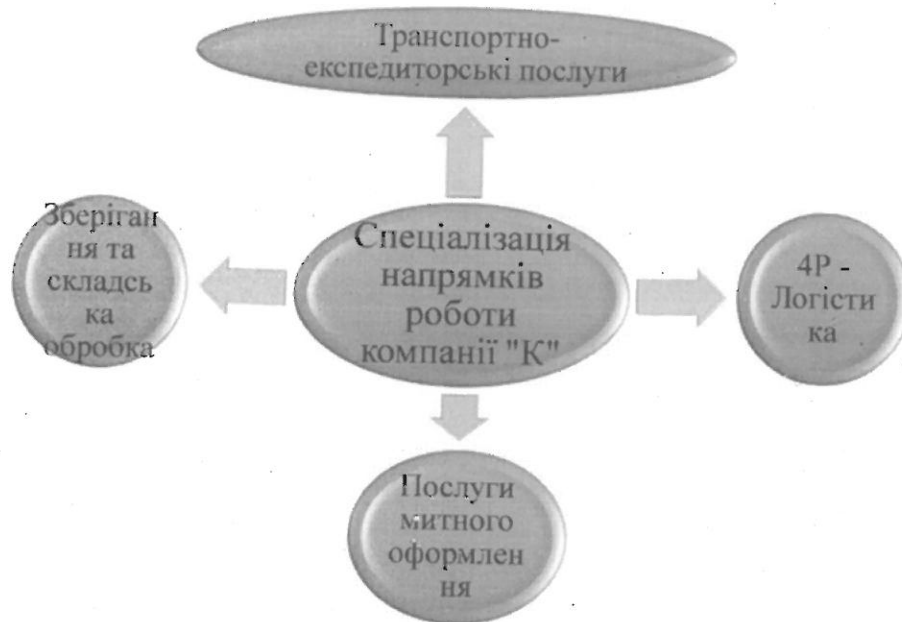 Транспортно-
експедиторські послуги
Зберіган
ня та
складсь
ка
обробка
Спеціалізація
напрямків
роботи
компанії "К"
4P -
Логісти
ка
Послуги
митного
оформлен
ня